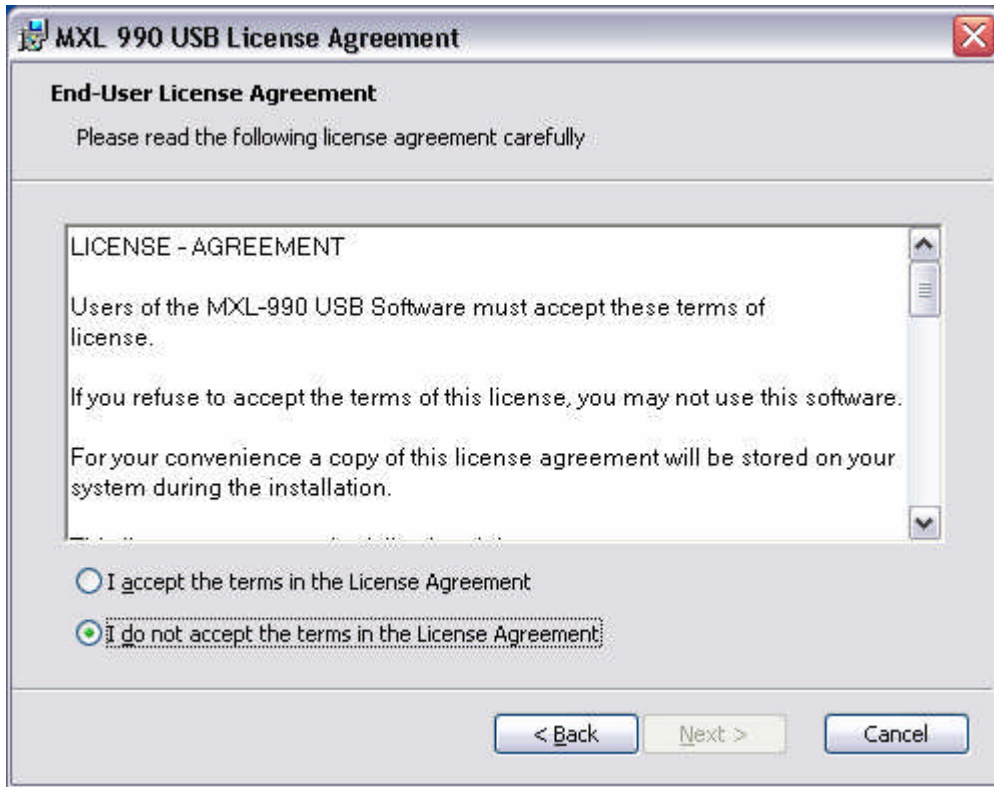 MXL 990 USB License Agreement
End-User License Agreement
Please read the following license agreement carefully
LICENSE - AGREEMENT
Users of the MXL-990 USB Software must accept these terms of
license.
If you refuse to accept the terms of this license, you may not use this software.
For your convenience a copy of this license agreement will be stored on your
system during the installation.
I accept the terms in the License Agreement
I do not accept the terms in the License Agreement
< Back Next > Cancel